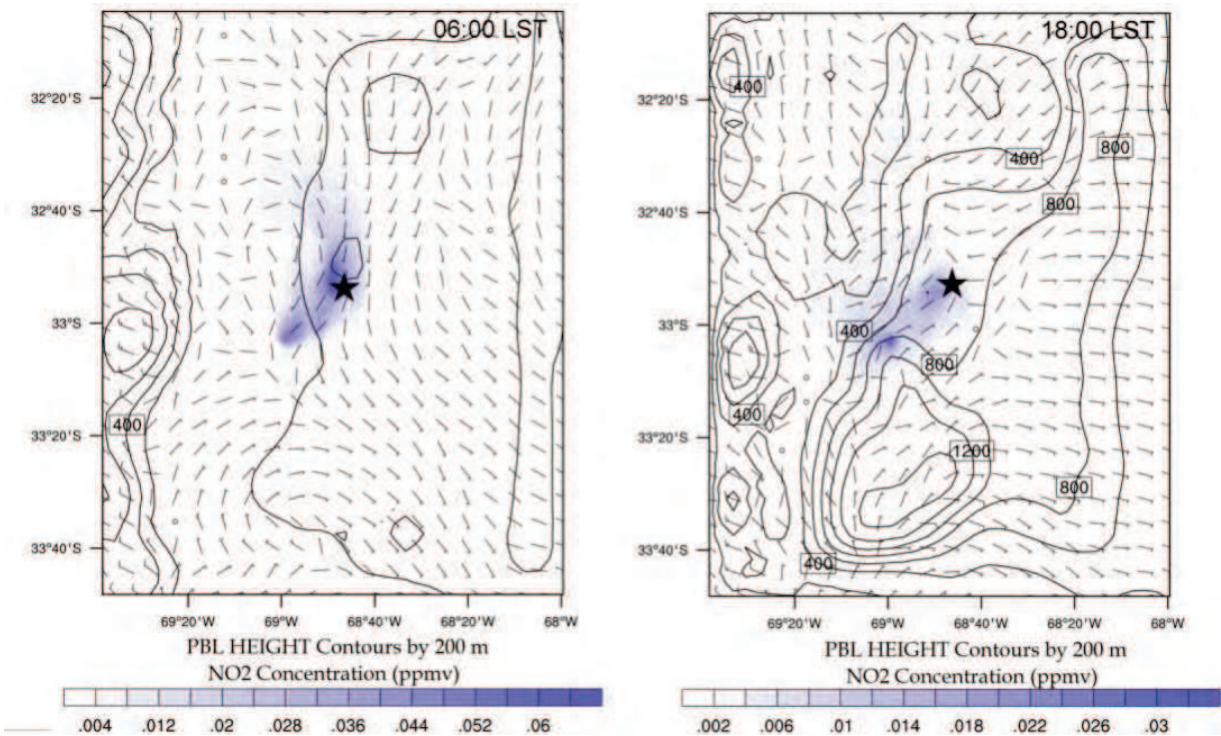 06:00 LST
32°20'S
32°40'S
33°S
33°20'S
33°40'S
400
69°20'W 69°W 68°40'W 68°20'W 68°W
PBL HEIGHT Contours by 200 m
NO2 Concentration (ppmv)
.004 .012 .02 .028 .036 .044 .052 .06
18:00 LST
32°20'S
32°40'S
33°S
33°20'S
33°40'S
400
800
400
800
400
800
400
1200
800
400
69°20'W 69°W 68°40'W 68°20'W 68°W
PBL HEIGHT Contours by 200 m
NO2 Concentration (ppmv)
.002 .006 .01 .014 .018 .022 .026 .03